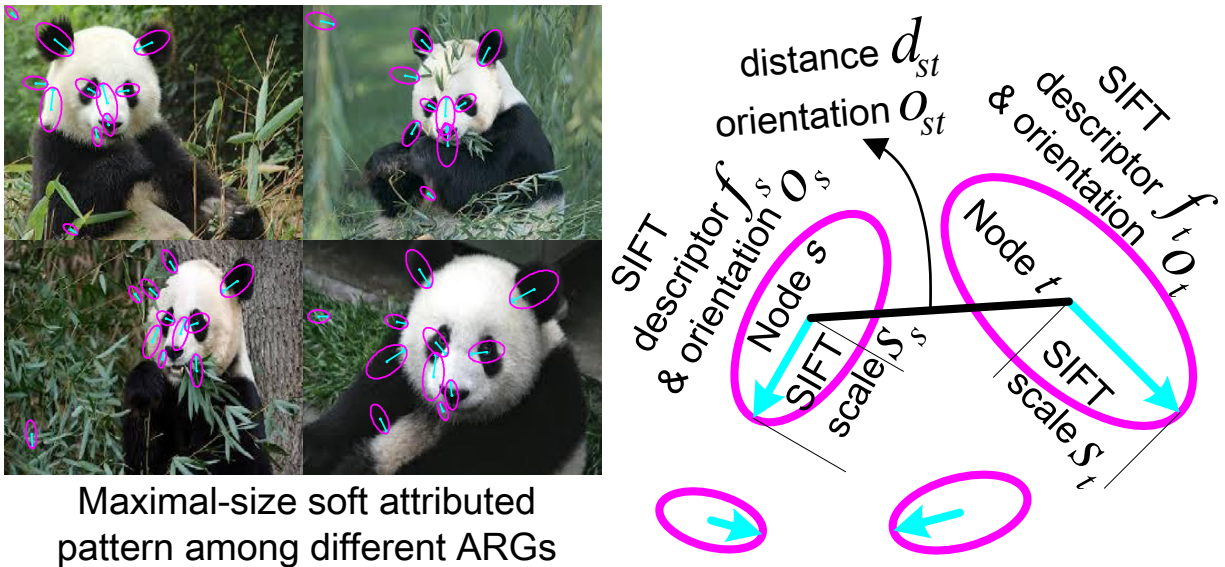 Maximal-size soft attributed
pattern among different ARGs
distance d_st
orientation o_st
SIFT
descriptor f_s
& orientation o_s
Node s
SIFT
scale s_s
SIFT
descriptor f_t
& orientation o_t
Node t
SIFT
scale s_t